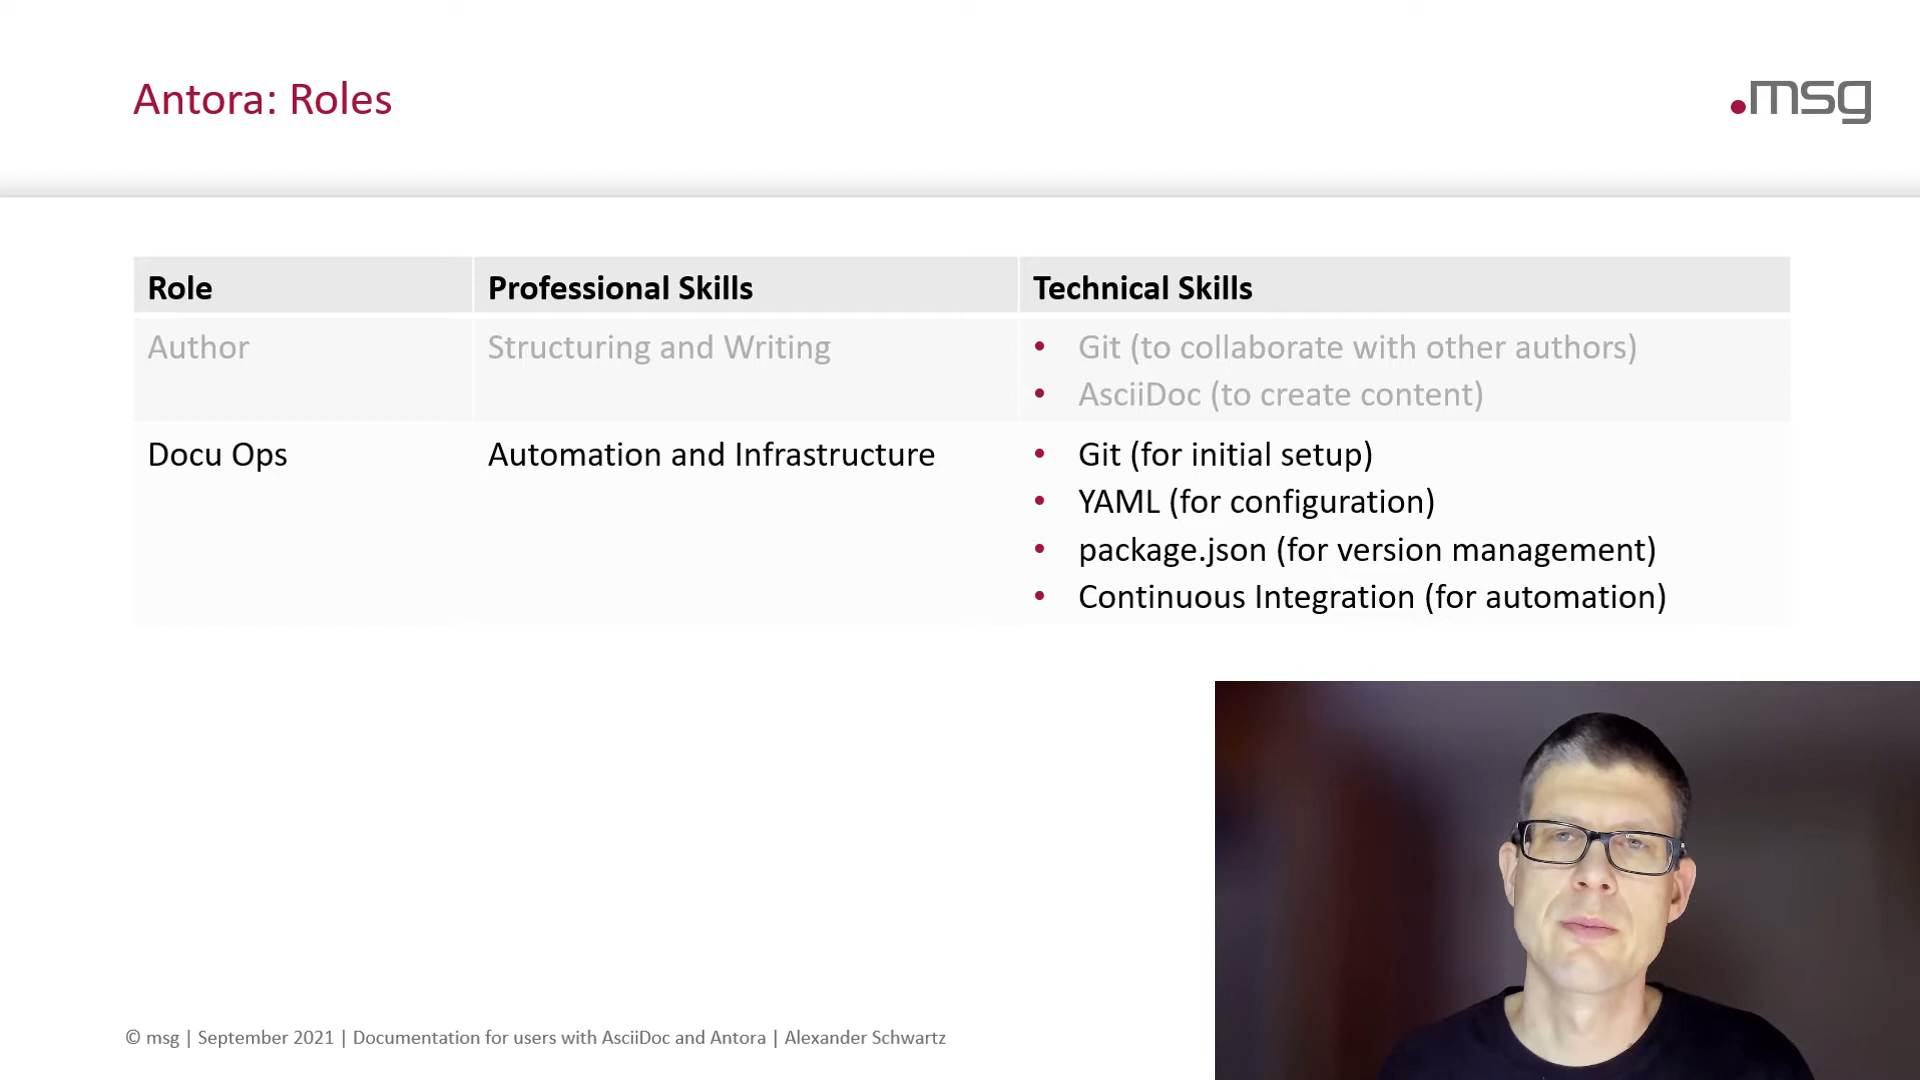 Antora: Roles
.msg
Role Professional Skills Technical Skills
Author Structuring and Writing • Git (to collaborate with other authors)
• AsciiDoc (to create content)
Docu Ops Automation and Infrastructure • Git (for initial setup)
• YAML (for configuration)
• package.json (for version management)
• Continuous Integration (for automation)
© msg | September 2021 | Documentation for users with AsciiDoc and Antora | Alexander Schwartz